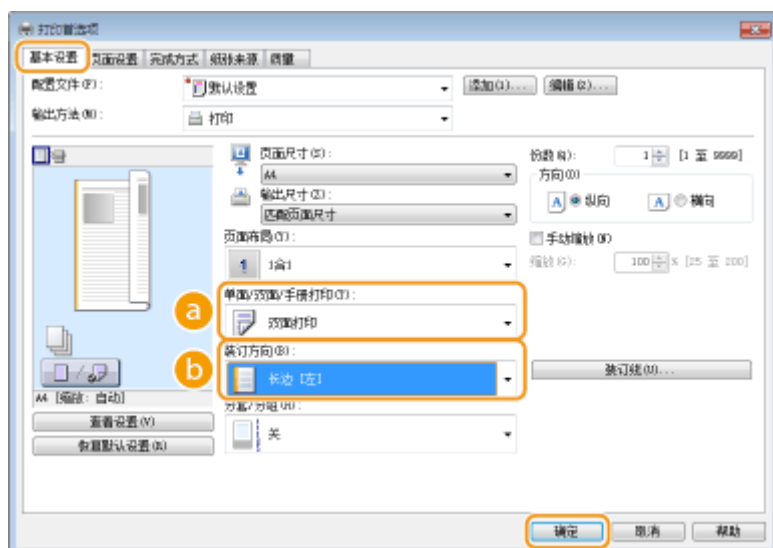 打印首选项
基本设置 页面设置 完成方式 纸张来源 质量
配置文件(F): 默认设置 添加(1)... 编辑(2)...
输出方法(M): 打印
页面尺寸(S): 份数(Q): 1 [1 至 9999]
A4 方向(O)
输出尺寸(Z): A 纵向 A 横向
匹配页面尺寸
页面布局(Y): 手动缩放(W)
1 1合1 缩放(G): 100 % [25 至 200]
a 单面/双面/手册打印(T):
双面打印
b 装订方向(B):
长边 [左] 装订线(U)...
A4 [缩放: 自动] 分套/分组(H):
查看设置(V) 关
恢复默认设置(R)
确定 取消 帮助